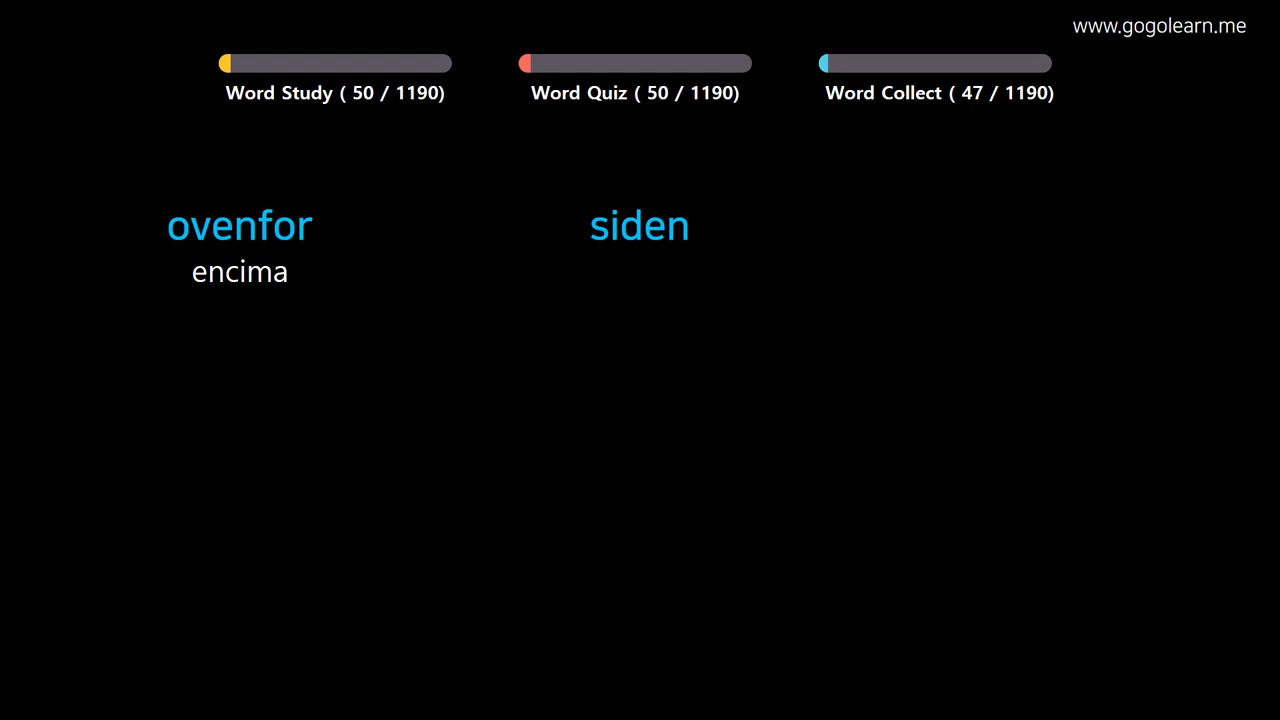 www.gogolearn.me
Word Study ( 50 / 1190)
Word Quiz ( 50 / 1190)
Word Collect ( 47 / 1190)
ovenfor
siden
encima